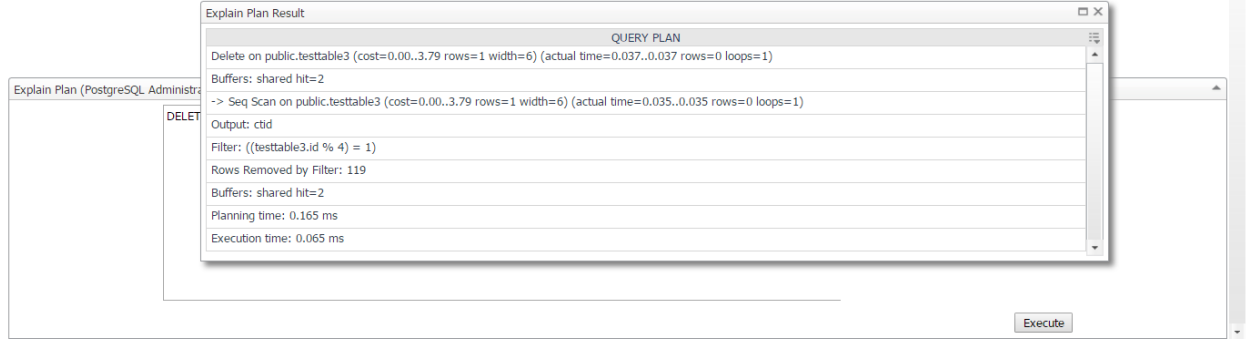 Explain Plan Result
QUERY PLAN
Delete on public.testtable3 (cost=0.00..3.79 rows=1 width=6) (actual time=0.037..0.037 rows=0 loops=1)
Buffers: shared hit=2
-> Seq Scan on public.testtable3 (cost=0.00..3.79 rows=1 width=6) (actual time=0.035..0.035 rows=0 loops=1)
Output: ctid
Filter: ((testtable3.id % 4) = 1)
Rows Removed by Filter: 119
Buffers: shared hit=2
Planning time: 0.165 ms
Execution time: 0.065 ms
Explain Plan (PostgreSQL Administra
DELET
Execute